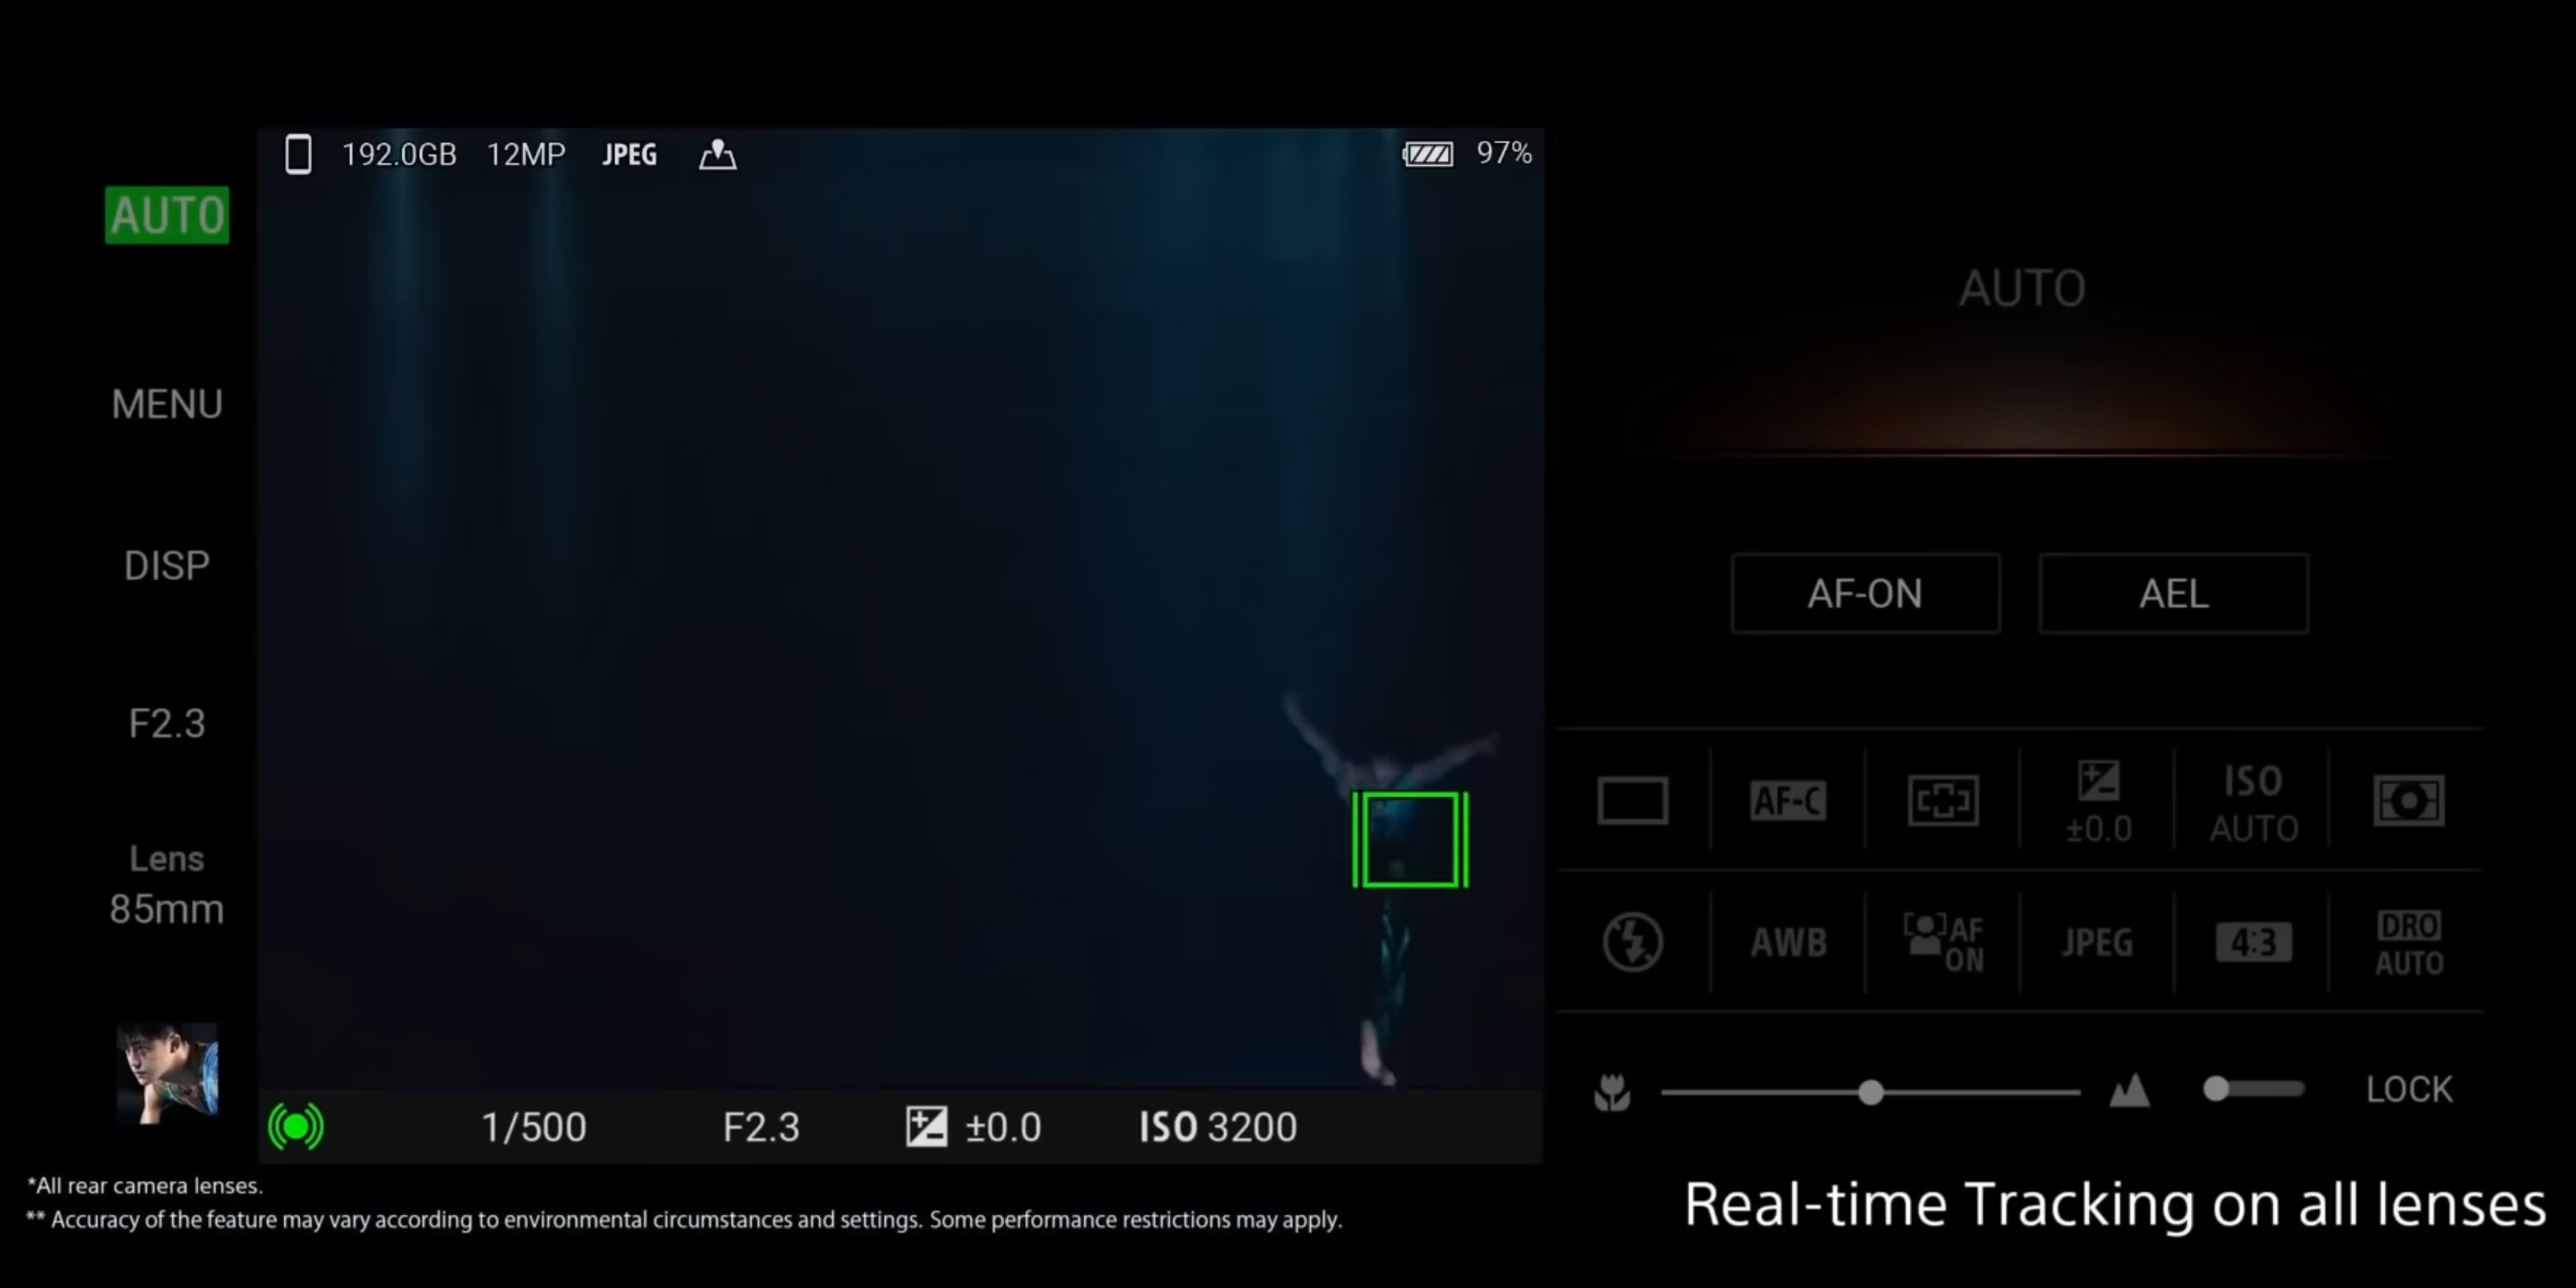 192.0GB 12MP JPEG 97%
AUTO
MENU
DISP
F2.3
Lens
85mm
AUTO
AF-ON AEL
AF-C ±0.0 ISO AUTO
AWB AF ON JPEG 4:3 DRO AUTO
LOCK
1/500 F2.3 ±0.0 ISO 3200
*All rear camera lenses.
** Accuracy of the feature may vary according to environmental circumstances and settings. Some performance restrictions may apply.
Real-time Tracking on all lenses